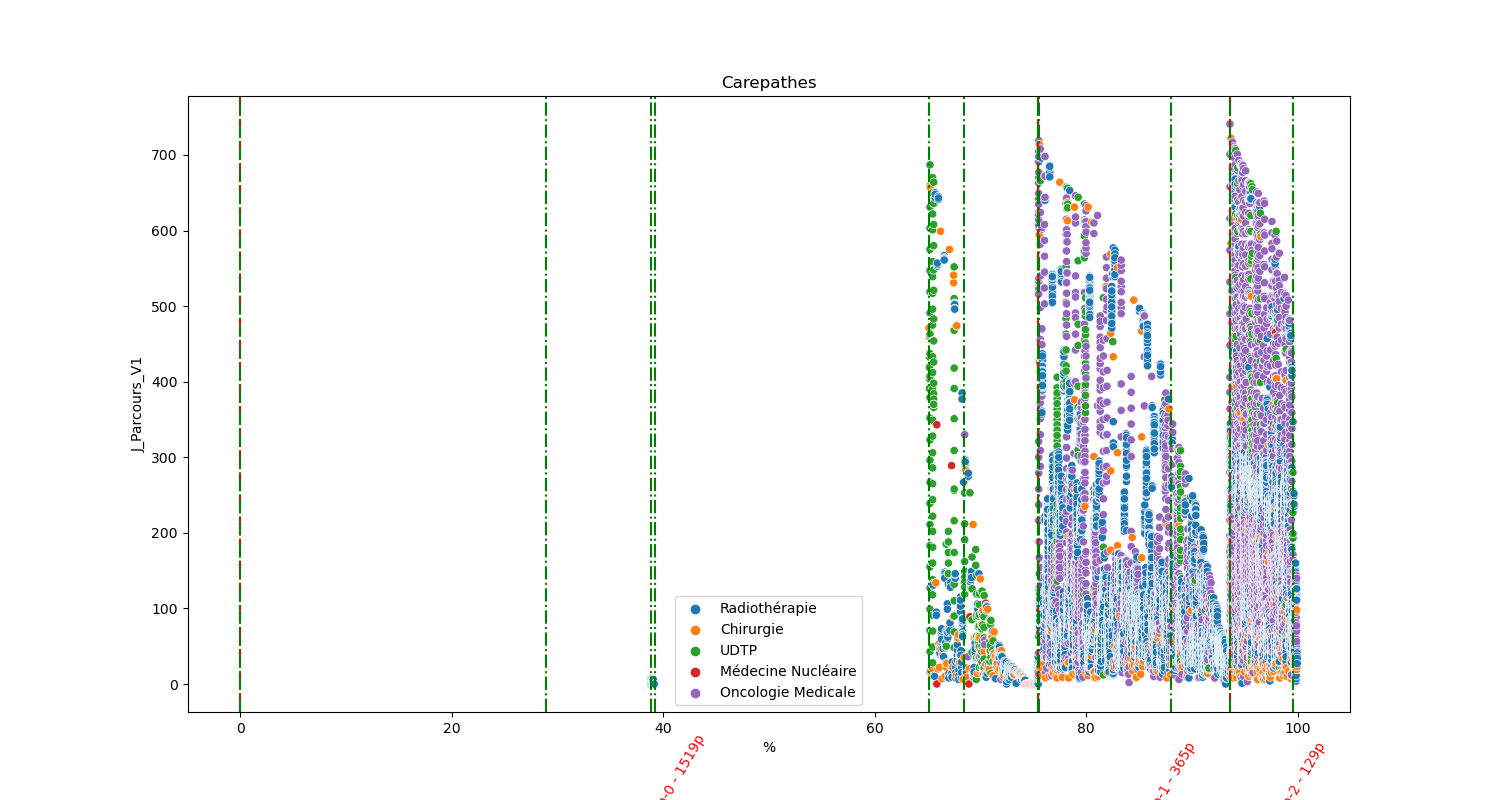 Carepathes
J_Parcours_V1
700
600
500
400
300
200
100
0
Radiothérapie
Chirurgie
UDTP
Médecine Nucléaire
Oncologie Medicale
0 20 40 60 80 100
%
-0 - 1519p
-1 - 365p
-2 - 129p